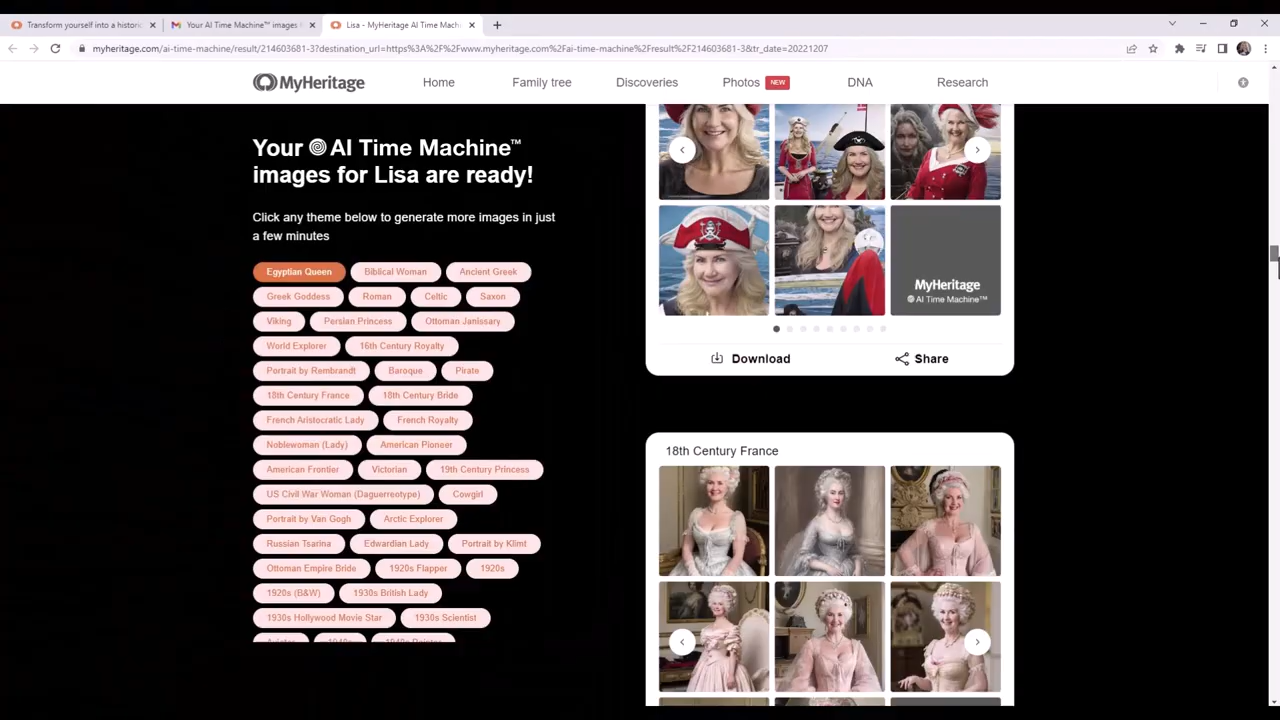 Transform yourself into a histori
Your AI Time Machine™ images f
Lisa - MyHeritage AI Time Mach
myheritage.com/ai-time-machine/result/214603681-3?destination_url=https%3A%2F%2Fwww.myheritage.com%2Fai-time-machine%2Fresult%2F214603681-3&tr_date=20221207
MyHeritage
Home Family tree Discoveries Photos NEW DNA Research
Your AI Time Machine™
images for Lisa are ready!
Click any theme below to generate more images in just
a few minutes
Egyptian Queen Biblical Woman Ancient Greek
Greek Goddess Roman Celtic Saxon
Viking Persian Princess Ottoman Janissary
World Explorer 16th Century Royalty
Portrait by Rembrandt Baroque Pirate
18th Century France 18th Century Bride
French Aristocratic Lady French Royalty
Noblewoman (Lady) American Pioneer
American Frontier Victorian 19th Century Princess
US Civil War Woman (Daguerreotype) Cowgirl
Portrait by Van Gogh Arctic Explorer
Russian Tsarina Edwardian Lady Portrait by Klimt
Ottoman Empire Bride 1920s Flapper 1920s
1920s (B&W) 1930s British Lady
1930s Hollywood Movie Star 1930s Scientist
MyHeritage
AI Time Machine™
Download Share
18th Century France